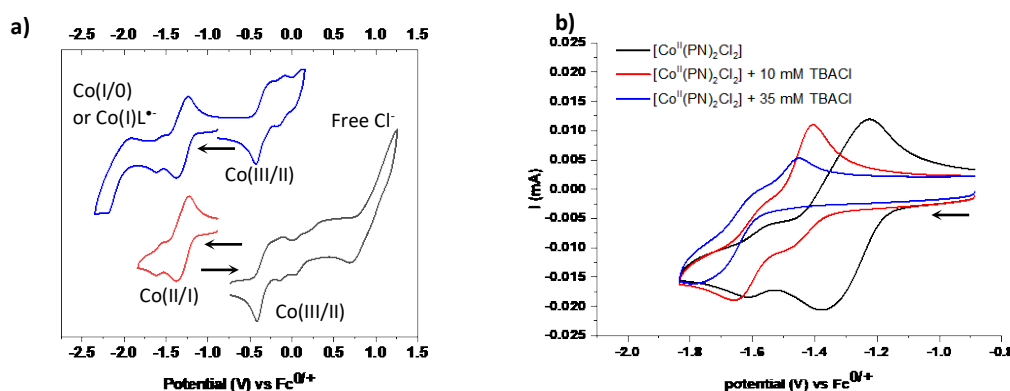 a)
-2.5 -2.0 -1.5 -1.0 -0.5 0.0 0.5 1.0 1.5
Co(I/0)
or Co(I)L•-
Free Cl-
Co(III/II)
Co(II/I)
Co(III/II)
-2.5 -2.0 -1.5 -1.0 -0.5 0.0 0.5 1.0 1.5
Potential (V) vs Fc0/+
b)
I (mA)
0.025
0.020
0.015
0.010
0.005
0.000
-0.005
-0.010
-0.015
-0.020
-0.025
[CoII(PN)2Cl2]
[CoII(PN)2Cl2] + 10 mM TBACl
[CoII(PN)2Cl2] + 35 mM TBACl
-2.0 -1.8 -1.6 -1.4 -1.2 -1.0
potential (V) vs Fc0/+